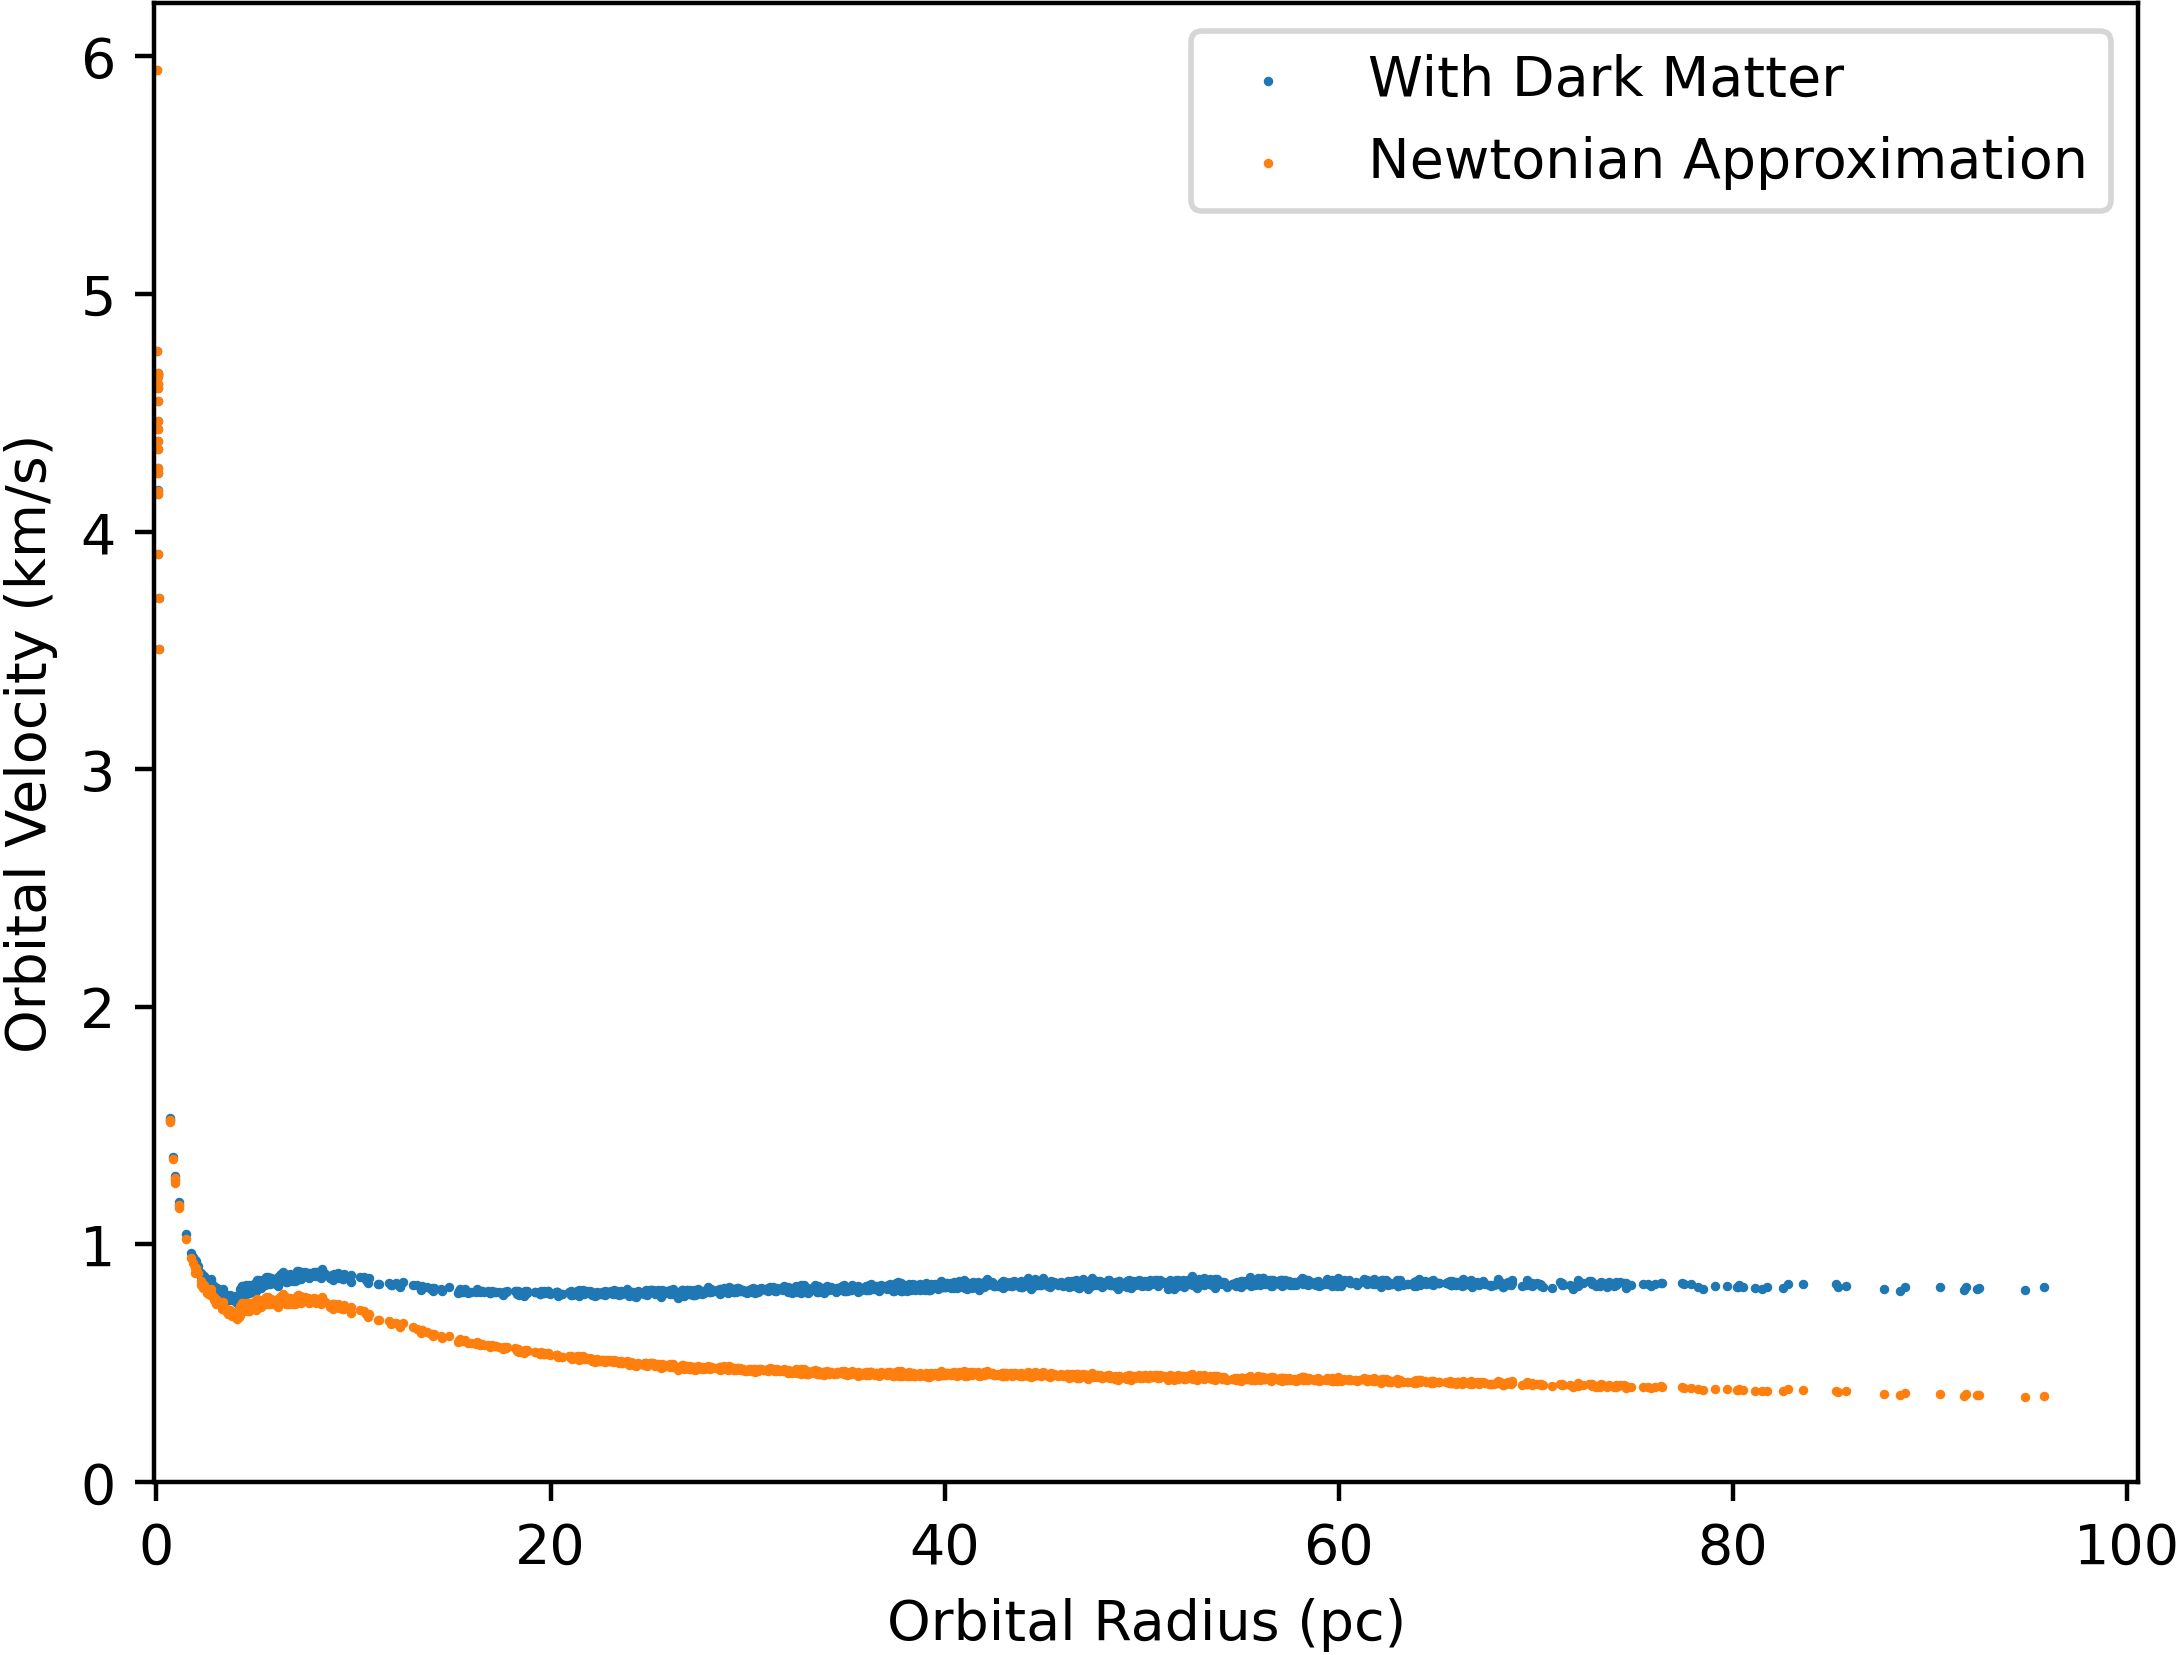 With Dark Matter
Newtonian Approximation
6
5
4
3
2
1
0
Orbital Velocity (km/s)
0 20 40 60 80 100
Orbital Radius (pc)